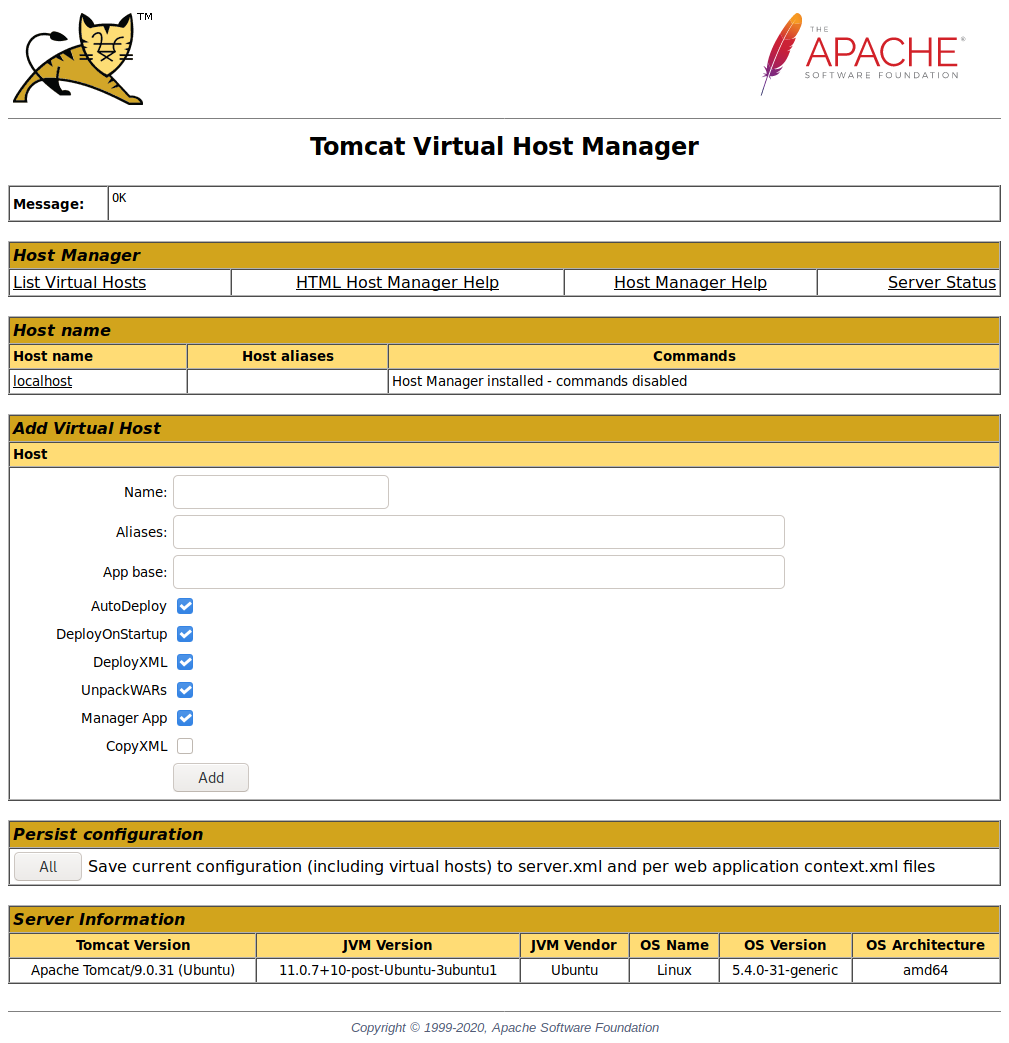 TM
THE
APACHE®
SOFTWARE FOUNDATION
Tomcat Virtual Host Manager
Message: OK
Host Manager
List Virtual Hosts HTML Host Manager Help Host Manager Help Server Status
Host name
Host name Host aliases Commands
localhost Host Manager installed - commands disabled
Add Virtual Host
Host
Name:
Aliases:
App base:
AutoDeploy
DeployOnStartup
DeployXML
UnpackWARs
Manager App
CopyXML
Add
Persist configuration
All Save current configuration (including virtual hosts) to server.xml and per web application context.xml files
Server Information
Tomcat Version JVM Version JVM Vendor OS Name OS Version OS Architecture
Apache Tomcat/9.0.31 (Ubuntu) 11.0.7+10-post-Ubuntu-3ubuntu1 Ubuntu Linux 5.4.0-31-generic amd64
Copyright © 1999-2020, Apache Software Foundation